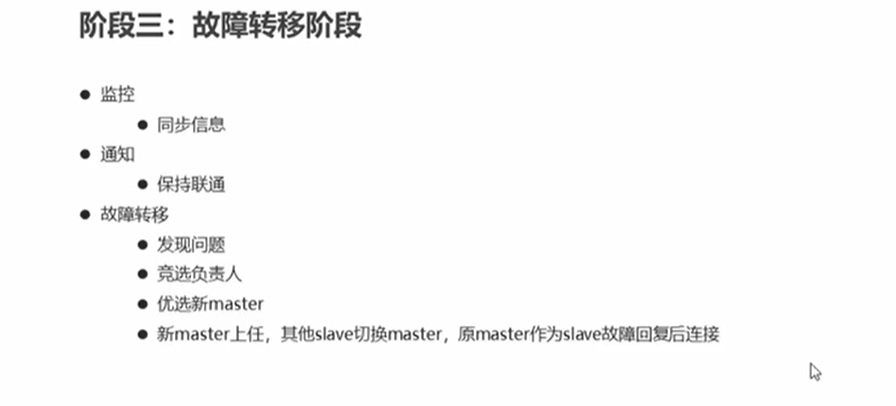 阶段三：故障转移阶段
● 监控
● 同步信息
● 通知
● 保持联通
● 故障转移
● 发现问题
● 竞选负责人
● 优选新master
● 新master上任，其他slave切换master，原master作为slave故障回复后连接